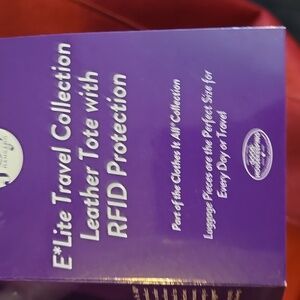 E*Lite Travel Collection
Leather Tote with
RFID Protection
Part of the Clothes It All® Collection
Luggage Pieces are the Perfect Size for
Every Day or Travel